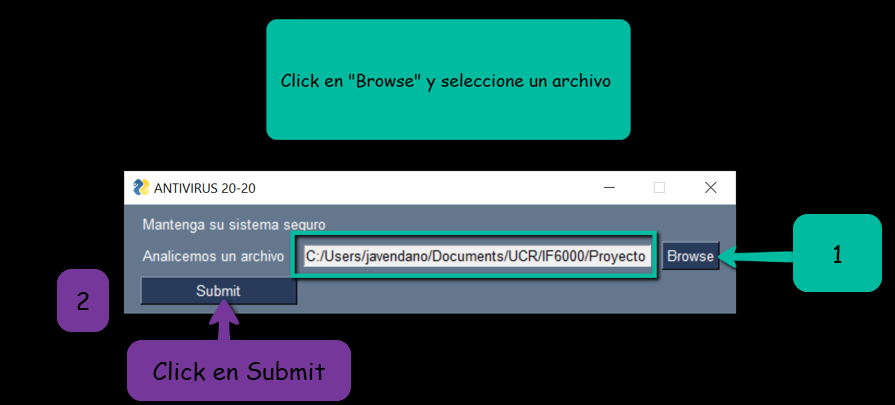 Click en "Browse" y seleccione un archivo
ANTIVIRUS 20-20
Mantenga su sistema seguro
Analicemos un archivo C:/Users/javendano/Documents/UCR/IF6000/Proyecto Browse
1
2
Submit
Click en Submit